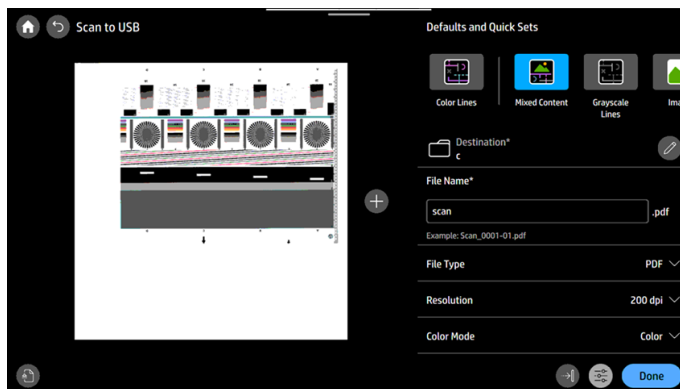 Scan to USB
Defaults and Quick Sets
Color Lines
Mixed Content
Grayscale
Lines
Ima
Destination*
c
File Name*
scan
.pdf
Example: Scan_0001-01.pdf
File Type
PDF
Resolution
200 dpi
Color Mode
Color
Done